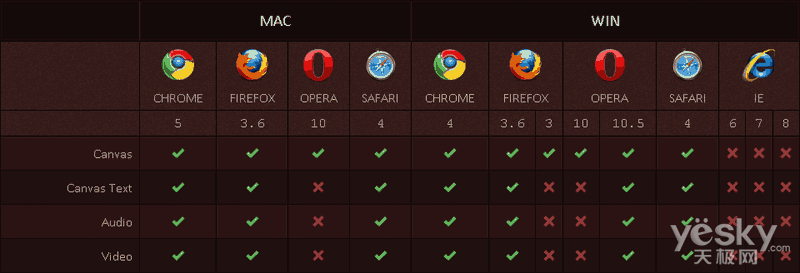 MAC WIN
CHROME FIREFOX OPERA SAFARI CHROME FIREFOX OPERA SAFARI IE
5 3.6 10 4 4 3.6 3 10 10.5 4 6 7 8
Canvas
Canvas Text
Audio
Video
yësky.com
天极网